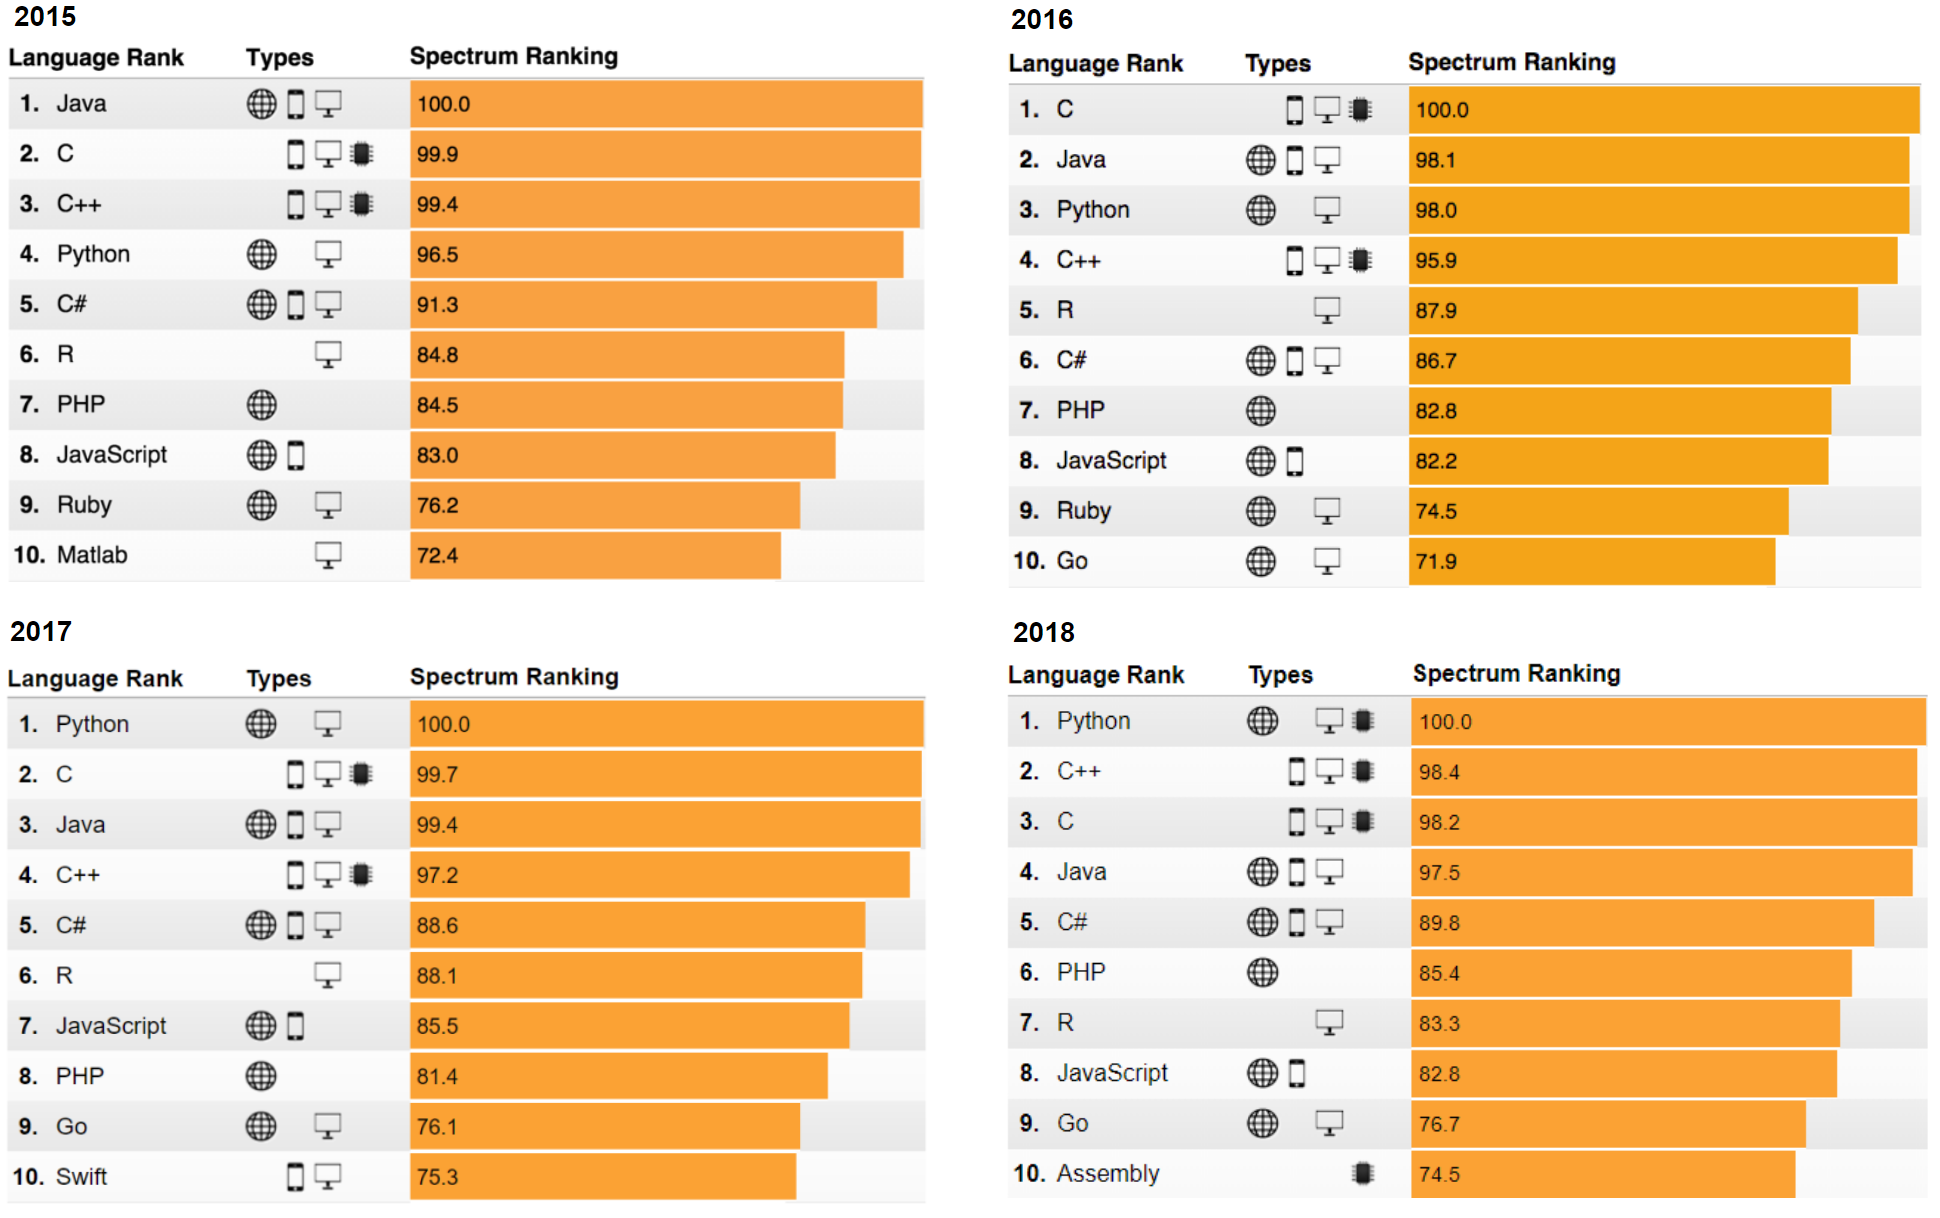 2015
Language Rank Types Spectrum Ranking
1. Java 100.0
2. C 99.9
3. C++ 99.4
4. Python 96.5
5. C# 91.3
6. R 84.8
7. PHP 84.5
8. JavaScript 83.0
9. Ruby 76.2
10. Matlab 72.4
2016
Language Rank Types Spectrum Ranking
1. C 100.0
2. Java 98.1
3. Python 98.0
4. C++ 95.9
5. R 87.9
6. C# 86.7
7. PHP 82.8
8. JavaScript 82.2
9. Ruby 74.5
10. Go 71.9
2017
Language Rank Types Spectrum Ranking
1. Python 100.0
2. C 99.7
3. Java 99.4
4. C++ 97.2
5. C# 88.6
6. R 88.1
7. JavaScript 85.5
8. PHP 81.4
9. Go 76.1
10. Swift 75.3
2018
Language Rank Types Spectrum Ranking
1. Python 100.0
2. C++ 98.4
3. C 98.2
4. Java 97.5
5. C# 89.8
6. PHP 85.4
7. R 83.3
8. JavaScript 82.8
9. Go 76.7
10. Assembly 74.5